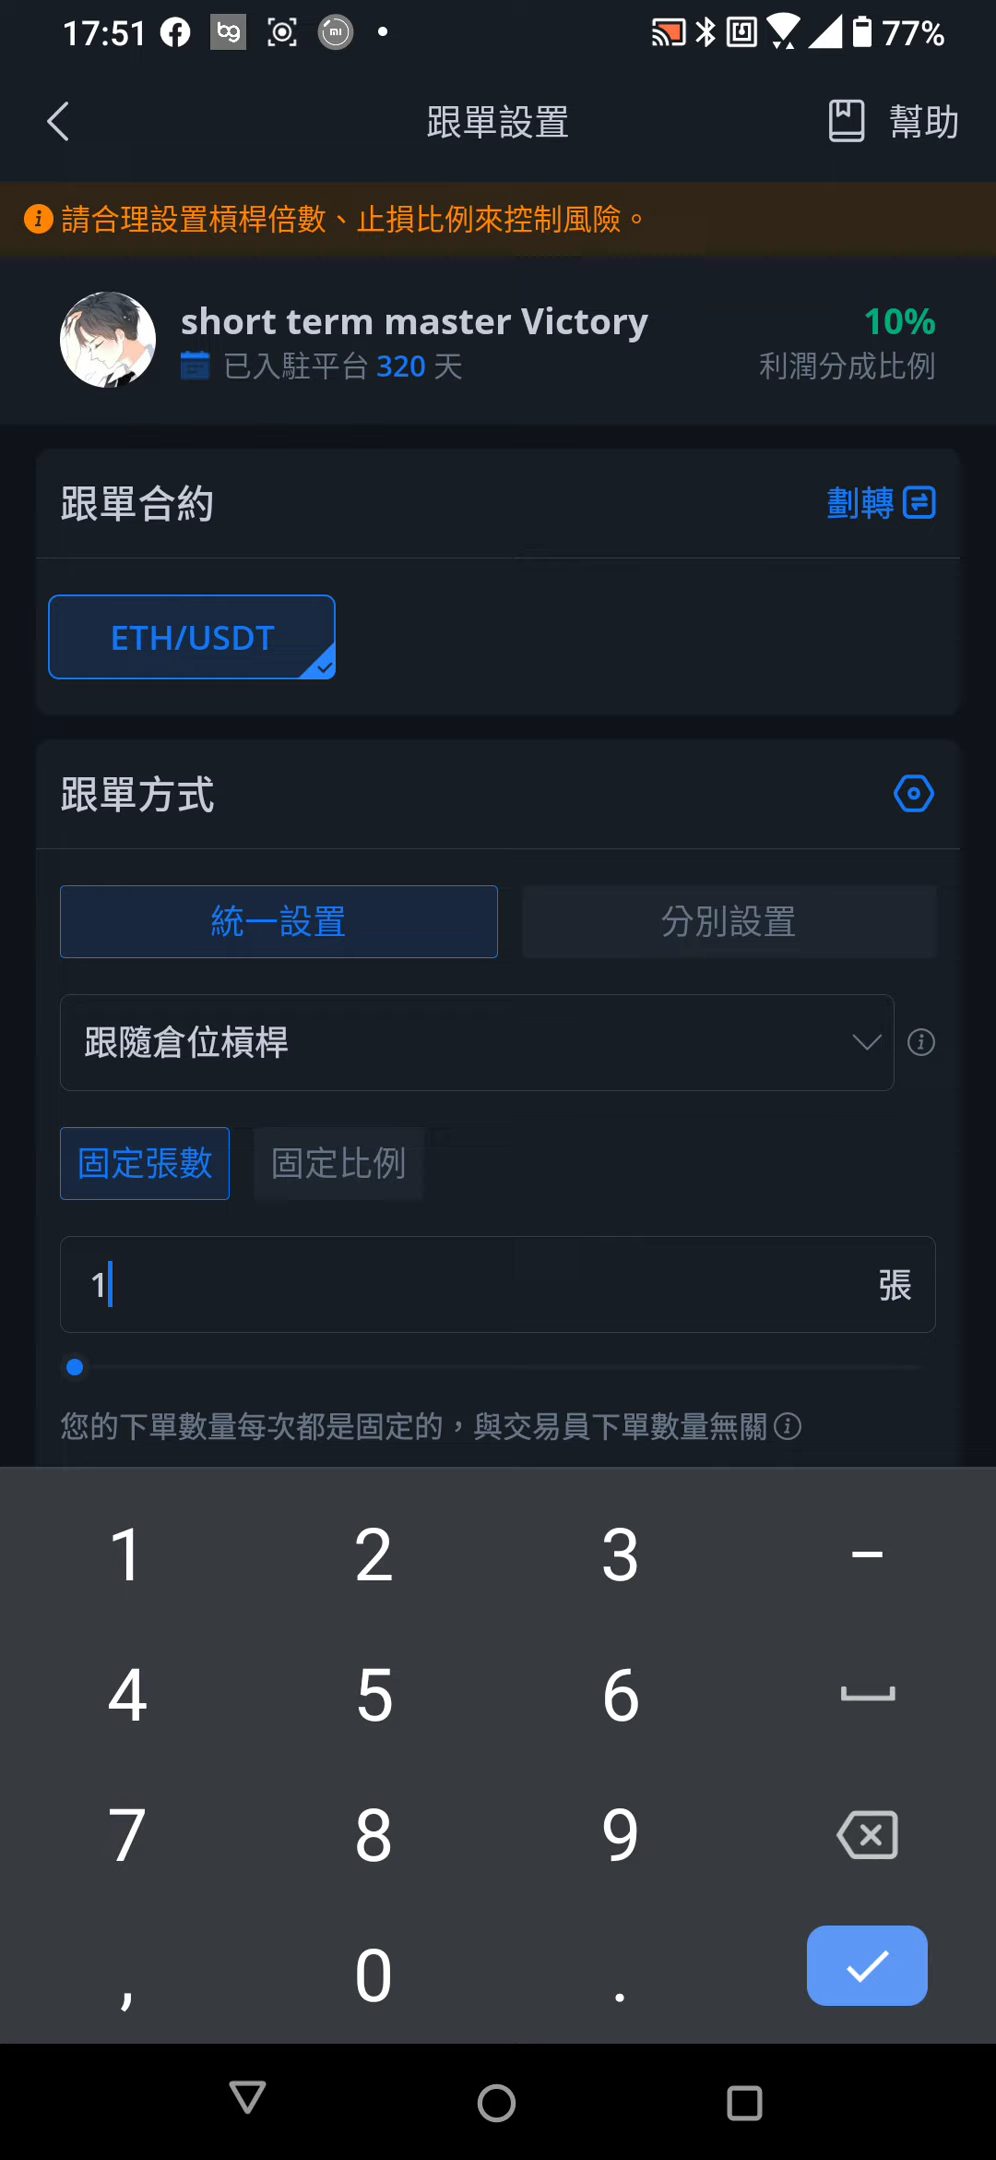 17:51 bg mi 77%
跟單設置 幫助
請合理設置槓桿倍數、止損比例來控制風險。
short term master Victory 10%
已入駐平台 320 天 利潤分成比例
跟單合約 劃轉
ETH/USDT
跟單方式
統一設置 分別設置
跟隨倉位槓桿
固定張數 固定比例
1 張
您的下單數量每次都是固定的，與交易員下單數量無關
1 2 3 −
4 5 6
7 8 9
, 0 .